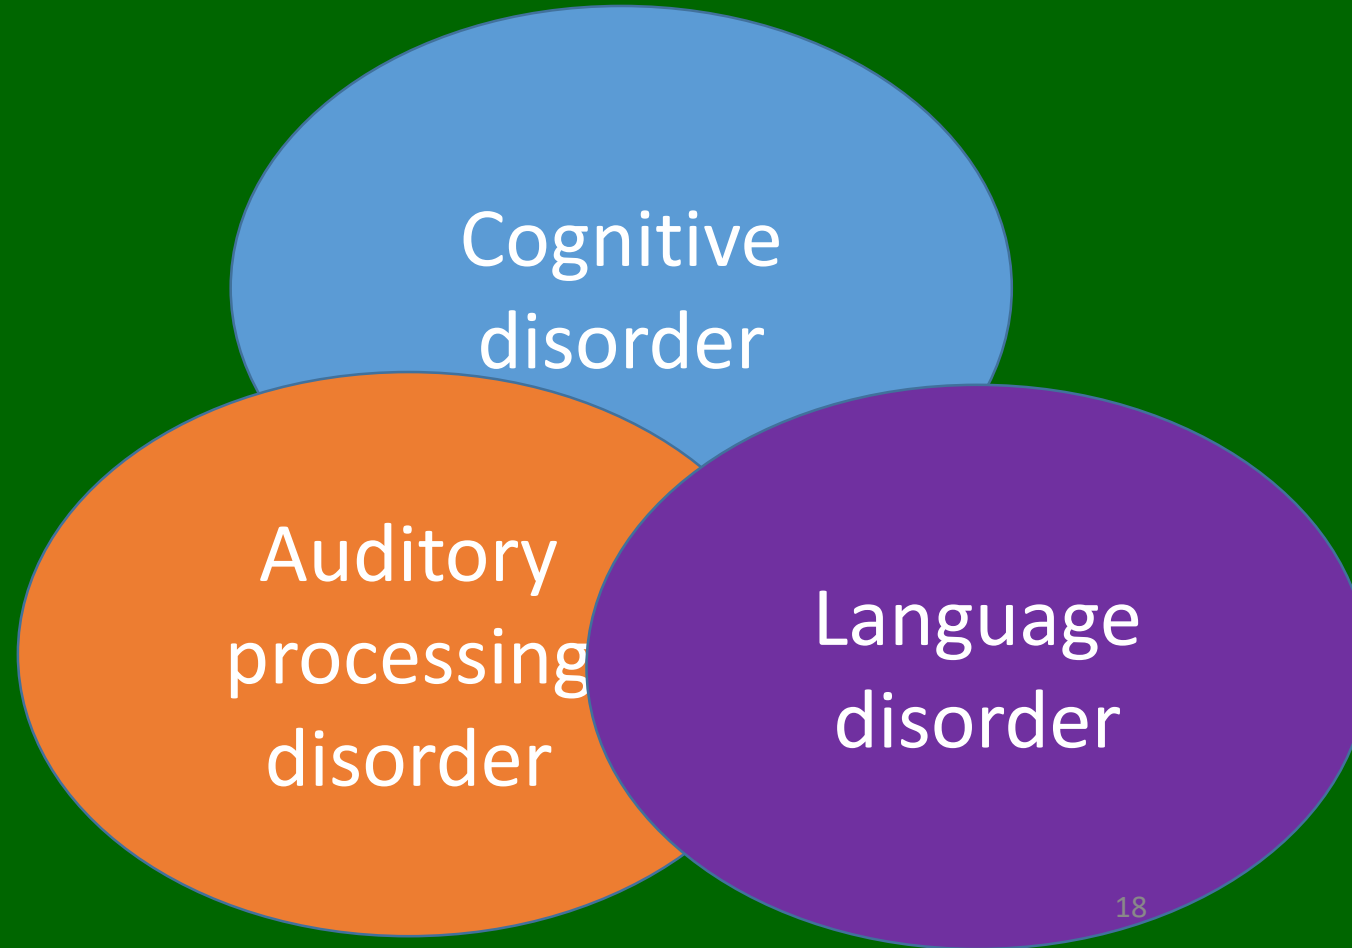 Cognitive
disorder
Auditory
processing
disorder
Language
disorder
18